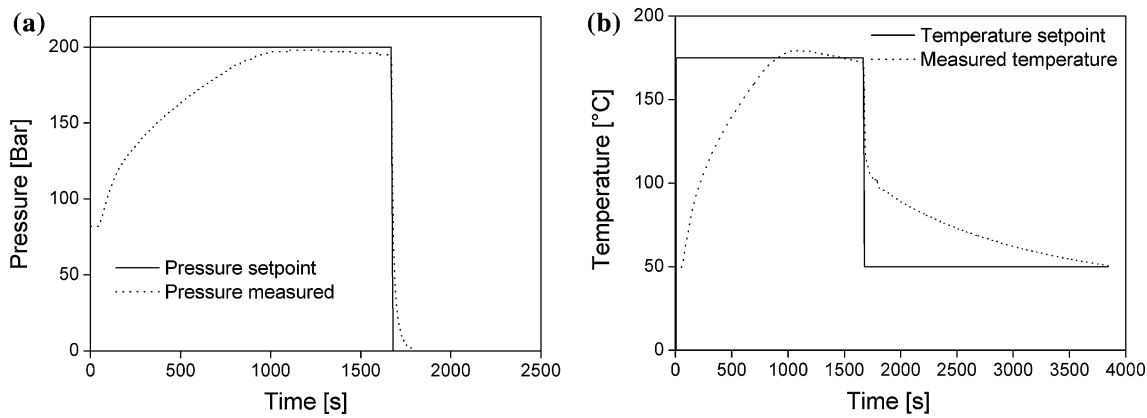 (a)
200
150
100
50
0
Pressure [Bar]
Pressure setpoint
Pressure measured
0 500 1000 1500 2000 2500
Time [s]
(b)
200
150
100
50
0
Temperature [°C]
Temperature setpoint
Measured temperature
0 500 1000 1500 2000 2500 3000 3500 4000
Time [s]